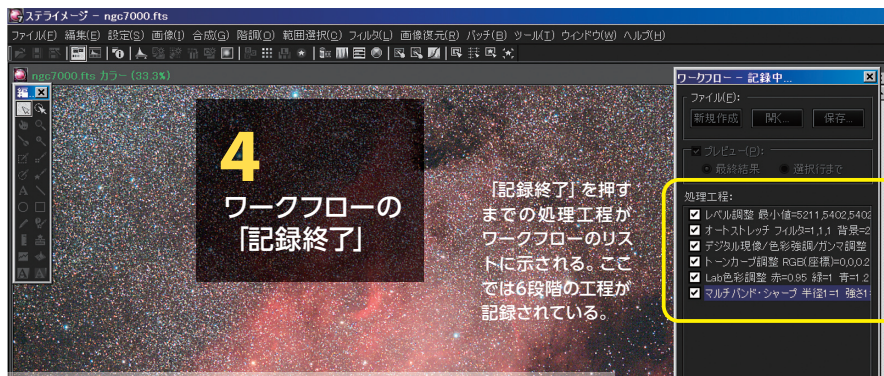 ステライメージ - ngc7000.fts
ファイル(F) 編集(E) 設定(S) 画像(I) 合成(G) 階調(O) 範囲選択(C) フィルタ(L) 画像復元(R) バッチ(B) ツール(T) ウィンドウ(W) ヘルプ(H)
ngc7000.fts カラー (33.3%)
編
4
ワークフローの
「記録終了」
「記録終了」を押す
までの処理工程が
ワークフローのリス
トに示される。ここ
では6段階の工程が
記録されている。
ワークフロー - 記録中...
ファイル(F):
新規作成 開く... 保存...
プレビュー(P):
最終結果 選択行まで
処理工程:
レベル調整 最小値=5211,5402,5402
オートストレッチ フィルタ=1,1,1 背景=2
デジタル現像/色彩強調/ガンマ調整
トーンカーブ調整 RGB(座標)=0,0,0.2
Lab色彩調整 赤=0.95 緑=1 青=1.2
マルチバンド・シャープ 半径1=1 強さ1